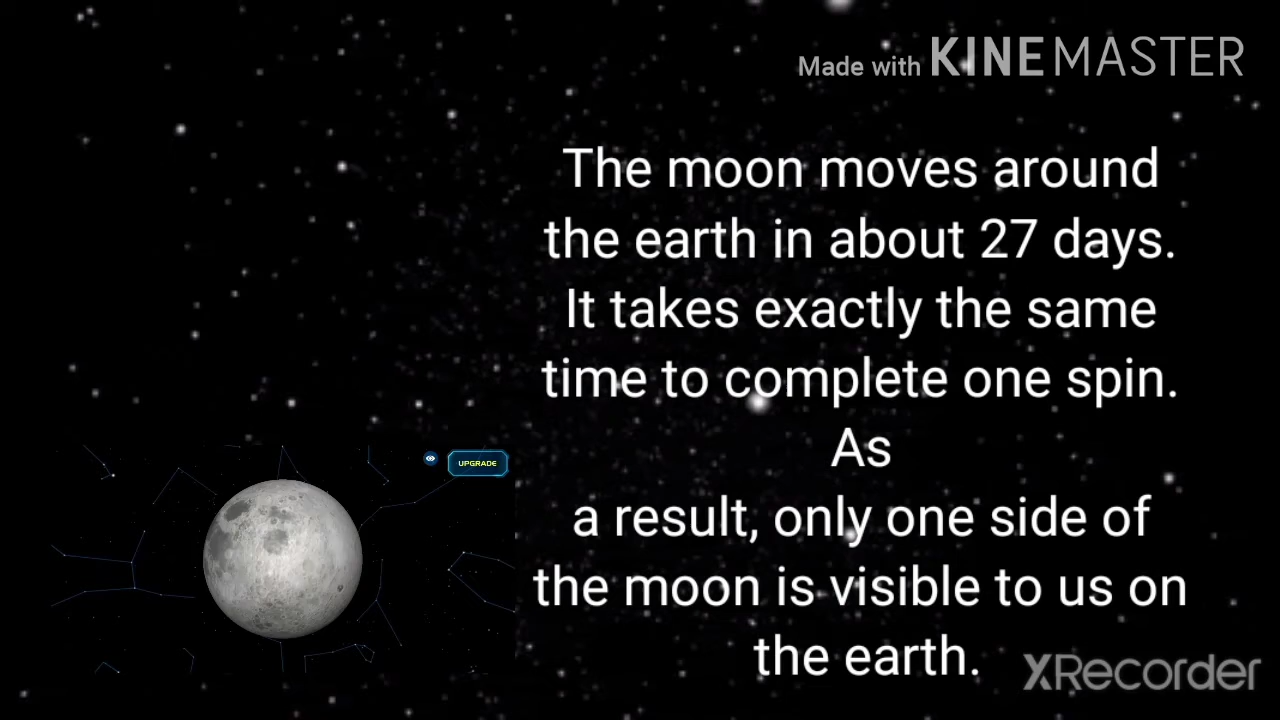 Made with KINEMASTER
The moon moves around
the earth in about 27 days.
It takes exactly the same
time to complete one spin.
As
a result, only one side of
the moon is visible to us on
the earth.
UPGRADE
XRecorder